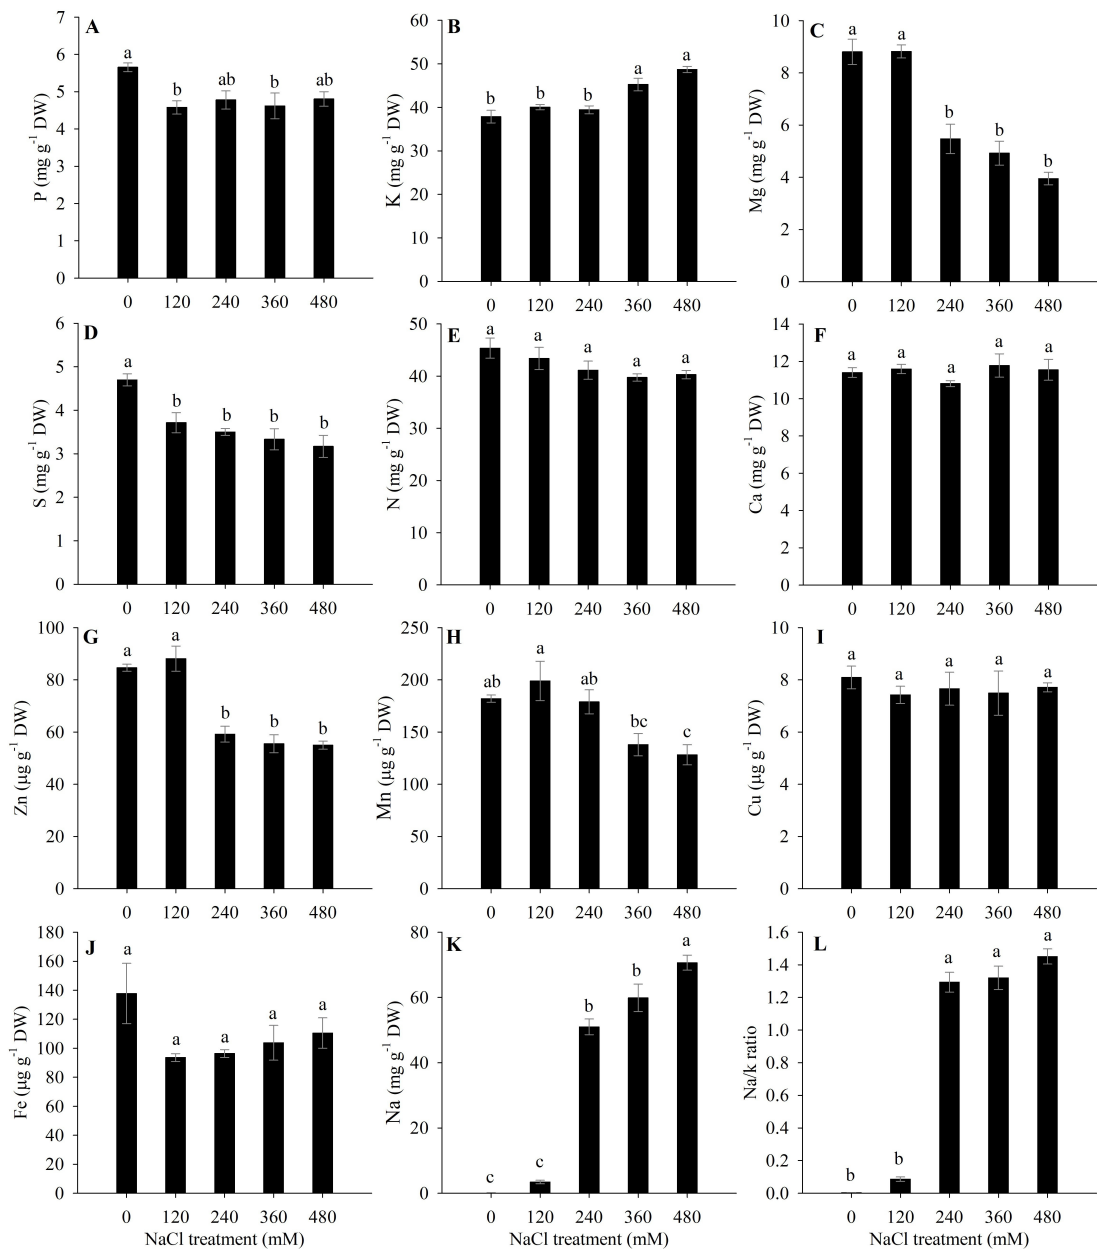 A
P (mg g-1 DW)
7
6
5
4
3
2
1
0
a
b
ab
b
ab
0 120 240 360 480
B
K (mg g-1 DW)
60
50
40
30
20
10
0
b
b
b
a
a
0 120 240 360 480
C
Mg (mg g-1 DW)
10
8
6
4
2
0
a
a
b
b
b
0 120 240 360 480
D
S (mg g-1 DW)
6
5
4
3
2
1
0
a
b
b
b
b
0 120 240 360 480
E
N (mg g-1 DW)
50
40
30
20
10
0
a
a
a
a
a
0 120 240 360 480
F
Ca (mg g-1 DW)
14
12
10
8
6
4
2
0
a
a
a
a
a
0 120 240 360 480
G
Zn (µg g-1 DW)
100
80
60
40
20
0
a
a
b
b
b
0 120 240 360 480
H
Mn (µg g-1 DW)
250
200
150
100
50
0
ab
a
ab
bc
c
0 120 240 360 480
I
Cu (µg g-1 DW)
10
8
6
4
2
0
a
a
a
a
a
0 120 240 360 480
J
Fe (µg g-1 DW)
180
160
140
120
100
80
60
40
20
0
a
a
a
a
a
0 120 240 360 480
NaCl treatment (mM)
K
Na (mg g-1 DW)
80
60
40
20
0
c
c
b
b
a
0 120 240 360 480
NaCl treatment (mM)
L
Na/k ratio
1.6
1.4
1.2
1.0
0.8
0.6
0.4
0.2
0.0
b
b
a
a
a
0 120 240 360 480
NaCl treatment (mM)